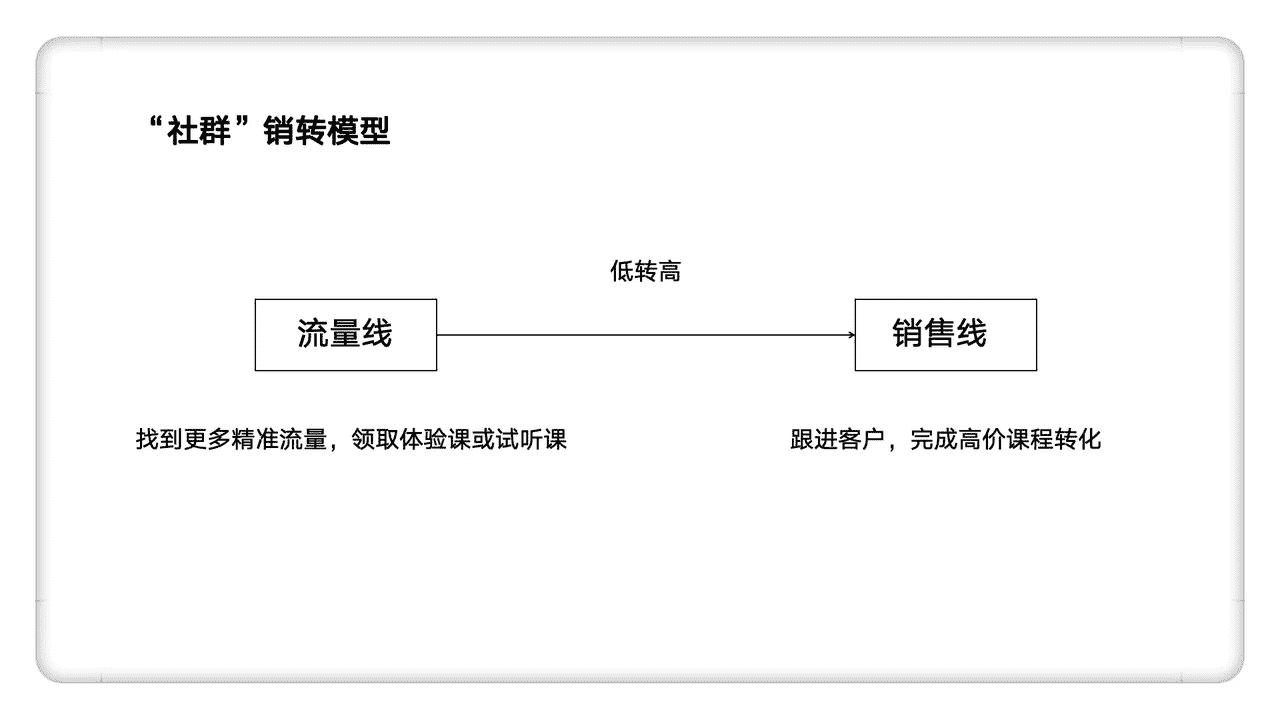 “社群”销转模型
低转高
流量线
销售线
找到更多精准流量，领取体验课或试听课
跟进客户，完成高价课程转化